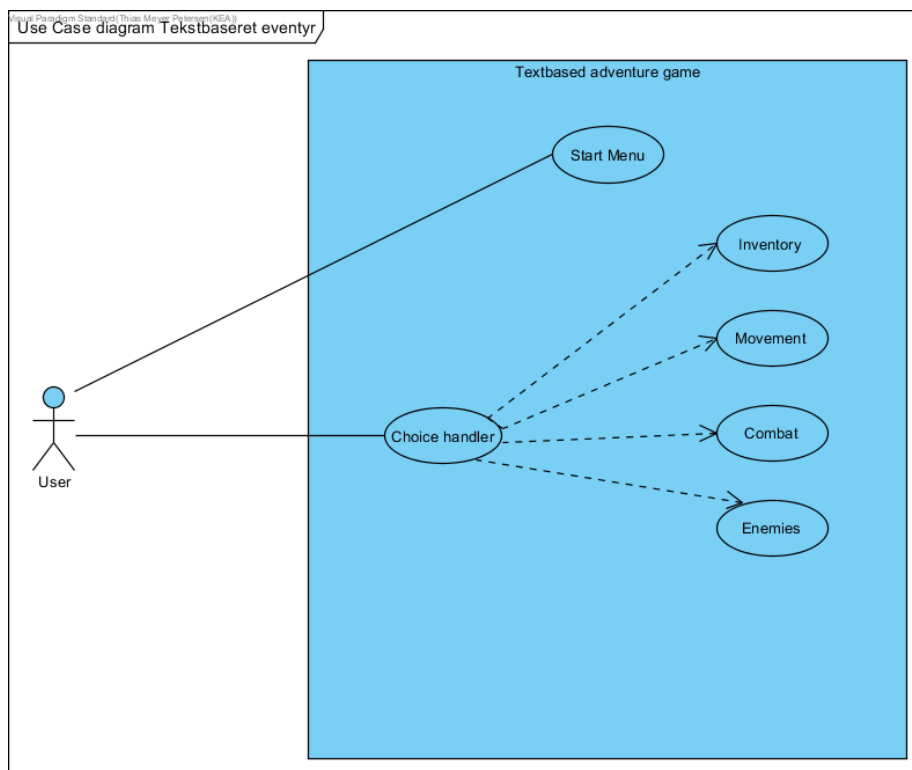 Visual Paradigm Standard(Thias Meyer Petersen(KEA))
Use Case diagram Tekstbaseret eventyr
Textbased adventure game
Start Menu
Inventory
Movement
Choice handler
Combat
User
Enemies